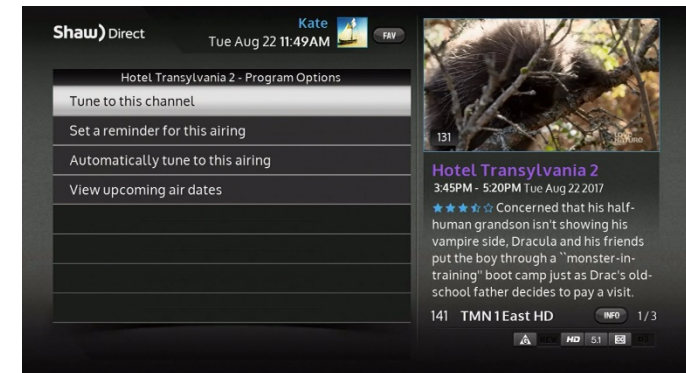 Shaw) Direct
Kate
Tue Aug 22 11:49AM
FAV
Hotel Transylvania 2 - Program Options
Tune to this channel
Set a reminder for this airing
Automatically tune to this airing
View upcoming air dates
131
Hotel Transylvania 2
3:45PM - 5:20PM Tue Aug 22 2017
Concerned that his half-
human grandson isn't showing his
vampire side, Dracula and his friends
put the boy through a ``monster-in-
training'' boot camp just as Drac's old-
school father decides to pay a visit.
141 TMN 1 East HD INFO 1/3
G HD 5.1